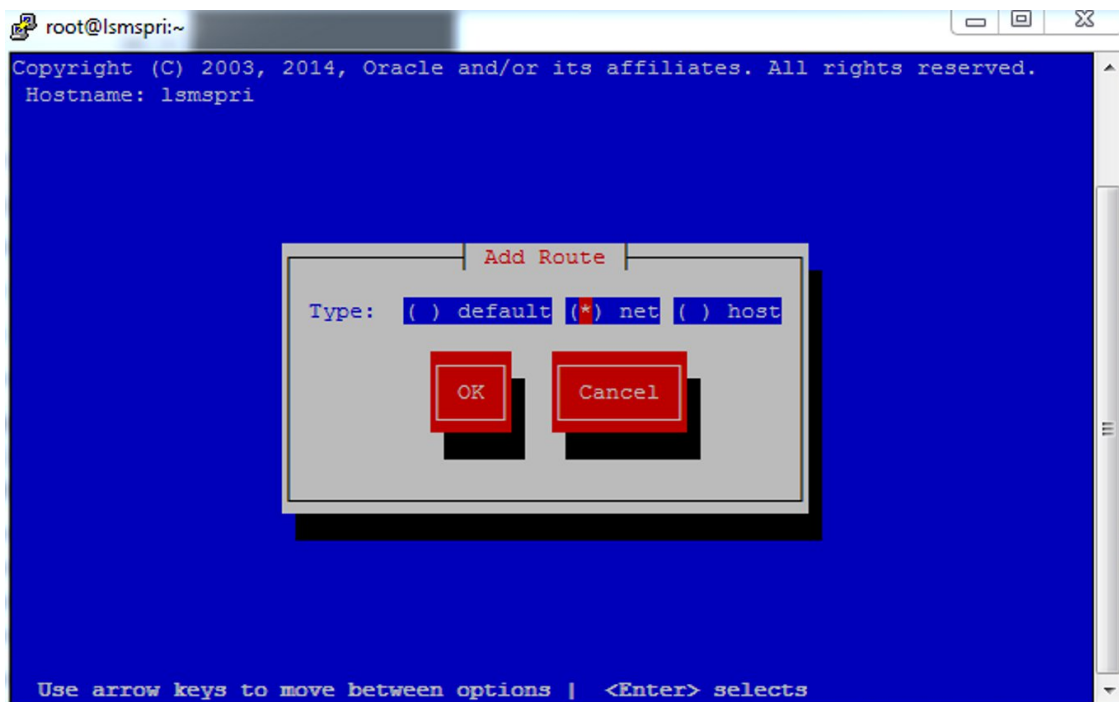 root@lsmspri:~
Copyright (C) 2003, 2014, Oracle and/or its affiliates. All rights reserved.
Hostname: lsmspri
Add Route
Type: ( ) default (*) net ( ) host
OK Cancel
Use arrow keys to move between options | <Enter> selects